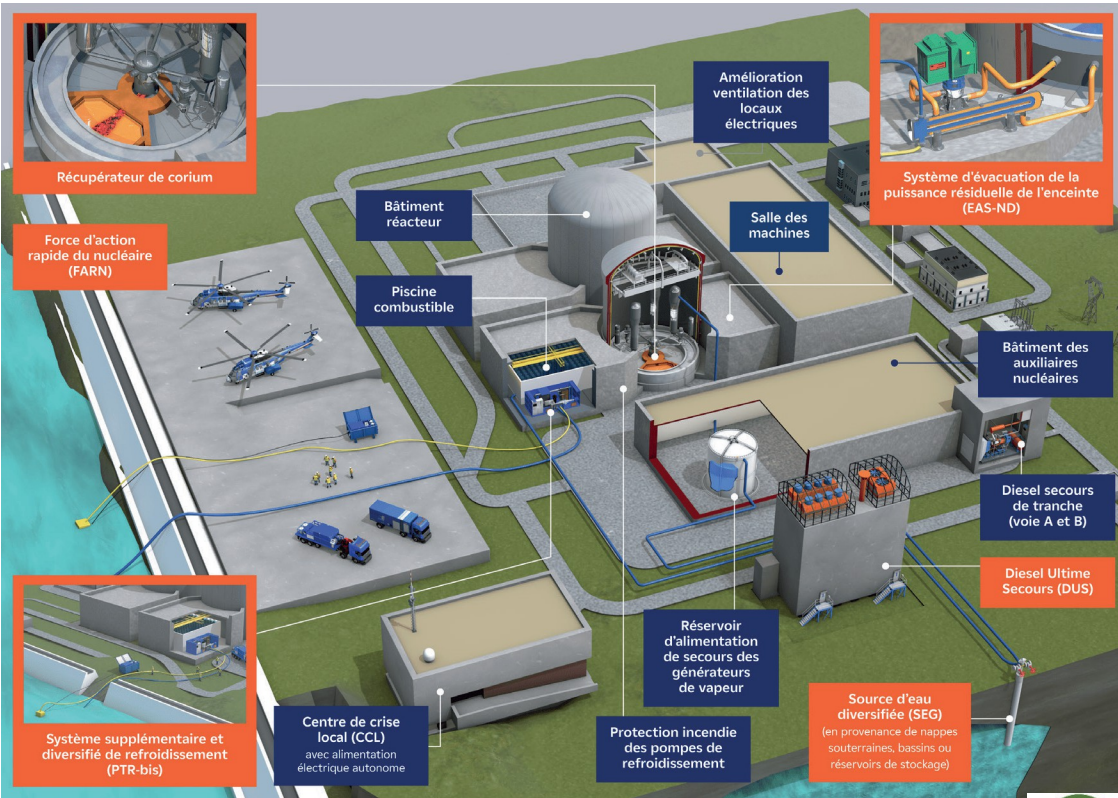 Récupérateur de corium
Force d'action
rapide du nucléaire
(FARN)
Bâtiment
réacteur
Piscine
combustible
Amélioration
ventilation des
locaux
électriques
Salle des
machines
Système d'évacuation de la
puissance résiduelle de l'enceinte
(EAS-ND)
Bâtiment des
auxiliaires
nucléaires
Diesel secours
de tranche
(voie A et B)
Diesel Ultime
Secours (DUS)
Système supplémentaire et
diversifié de refroidissement
(PTR-bis)
Centre de crise
local (CCL)
avec alimentation
électrique autonome
Protection incendie
des pompes de
refroidissement
Réservoir
d'alimentation
de secours des
générateurs
de vapeur
Source d'eau
diversifiée (SEG)
(en provenance de nappes
souterraines, bassins ou
réservoirs de stockage)